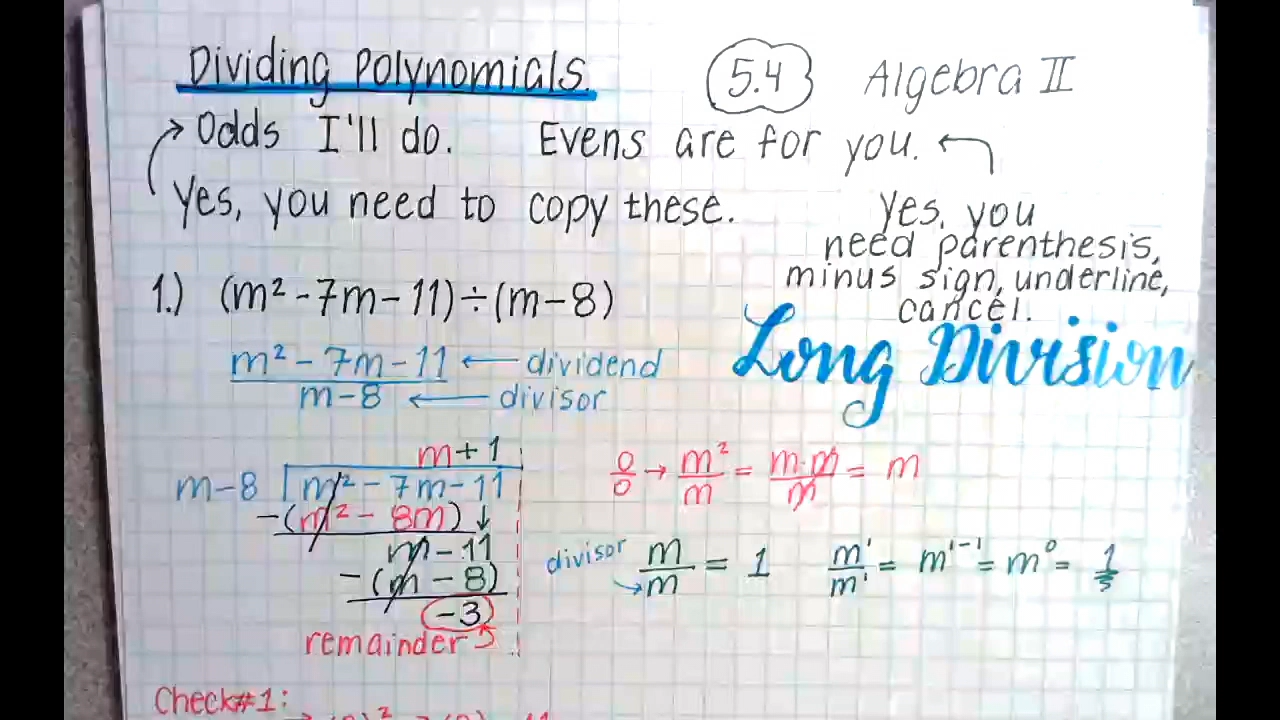 Dividing Polynomials.
5.4 Algebra II
→ Odds I'll do. Evens are for you. ←
Yes, you need to copy these.
Yes, you
need parenthesis,
minus sign, underline,
cancel.
Long Division
1.) (m² - 7m - 11) ÷ (m - 8)
m² - 7m - 11 ← dividend
m - 8 ← divisor
m + 1
m - 8 m² - 7m - 11
- (m² - 8m) ↓
m - 11
- (m - 8)
-3
remainder
0/0 → m²/m = m·m/m = m
divisor → m/m = 1 m¹/m¹ = m¹⁻¹ = m⁰ = 1
Check#1: